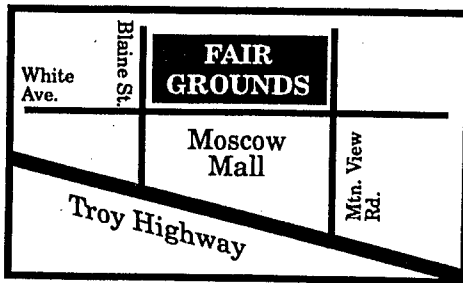 Blaine St.
FAIR
GROUNDS
White
Ave.
Moscow
Mall
Mtn. View
Rd.
Troy Highway